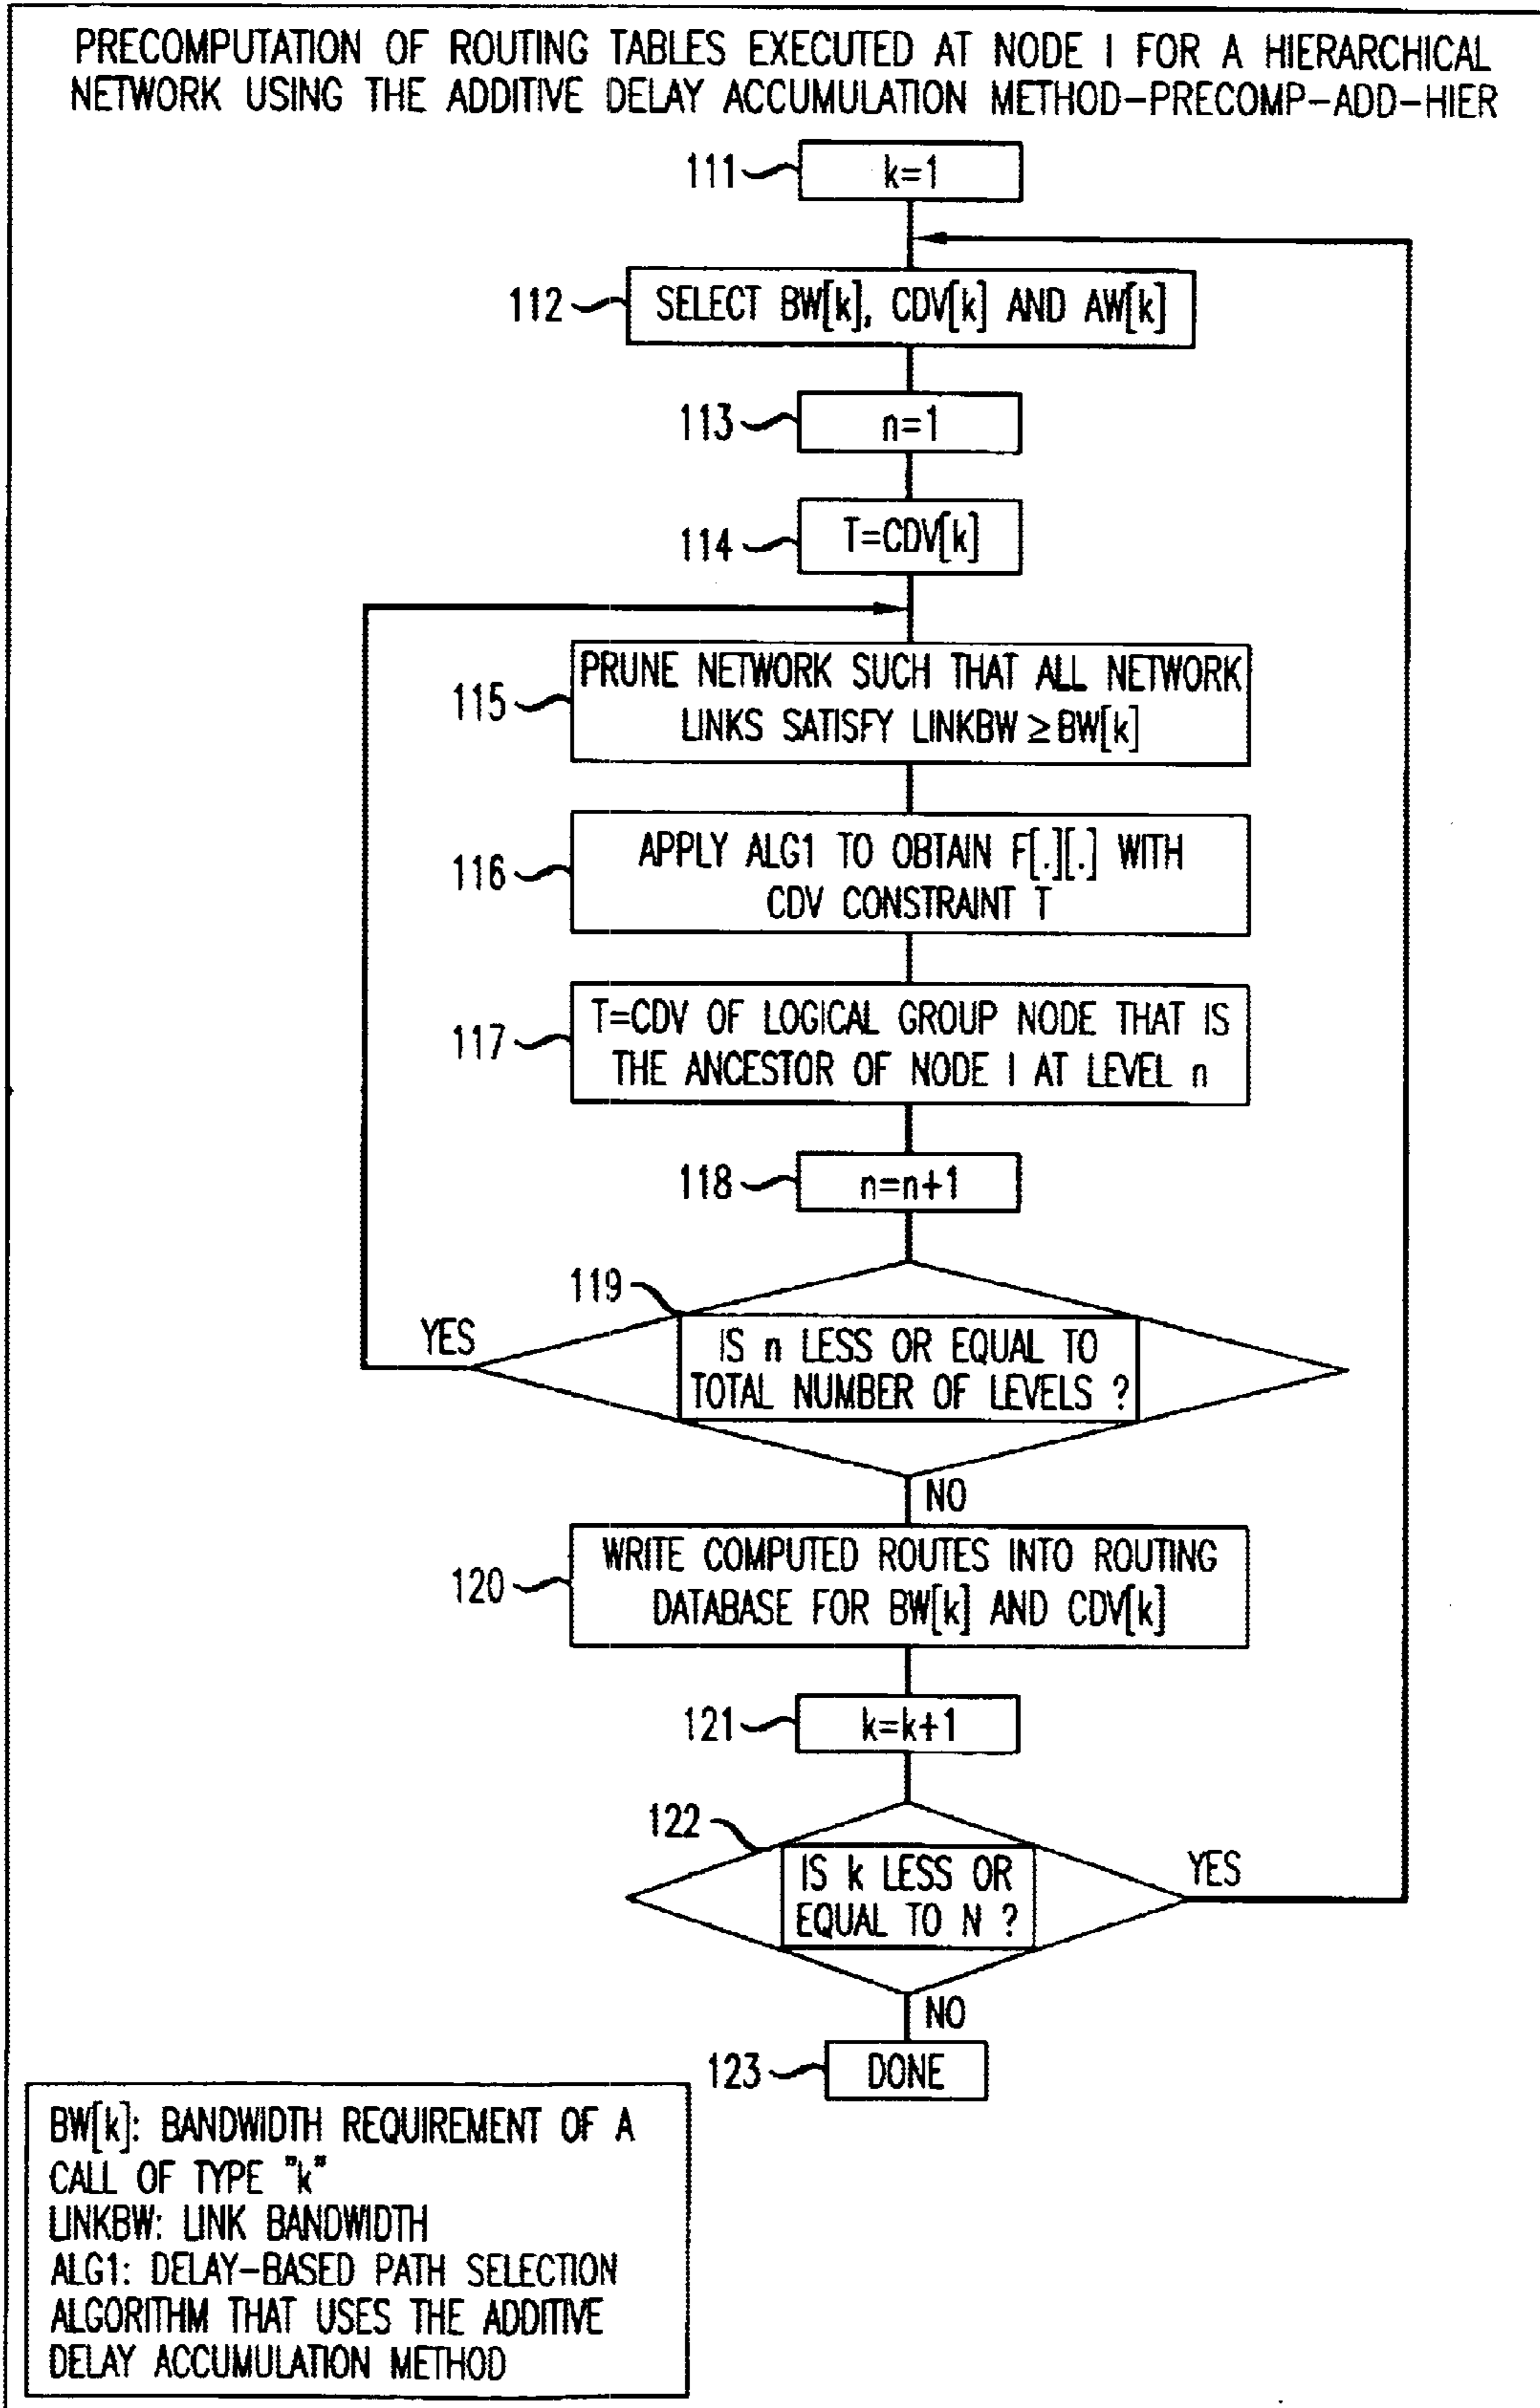 PRECOMPUTATION OF ROUTING TABLES EXECUTED AT NODE I FOR A HIERARCHICAL
NETWORK USING THE ADDITIVE DELAY ACCUMULATION METHOD-PRECOMP-ADD-HIER
111
k=1
112
SELECT BW[k], CDV[k] AND AW[k]
113
n=1
114
T=CDV[k]
115
PRUNE NETWORK SUCH THAT ALL NETWORK
LINKS SATISFY LINKBW ≥ BW[k]
116
APPLY ALG1 TO OBTAIN F[.][.] WITH
CDV CONSTRAINT T
117
T=CDV OF LOGICAL GROUP NODE THAT IS
THE ANCESTOR OF NODE I AT LEVEL n
118
n=n+1
119
YES
IS n LESS OR EQUAL TO
TOTAL NUMBER OF LEVELS ?
NO
120
WRITE COMPUTED ROUTES INTO ROUTING
DATABASE FOR BW[k] AND CDV[k]
121
k=k+1
122
IS k LESS OR
EQUAL TO N ?
YES
NO
123
DONE
BW[k]: BANDWIDTH REQUIREMENT OF A
CALL OF TYPE "k"
LINKBW: LINK BANDWIDTH
ALG1: DELAY-BASED PATH SELECTION
ALGORITHM THAT USES THE ADDITIVE
DELAY ACCUMULATION METHOD